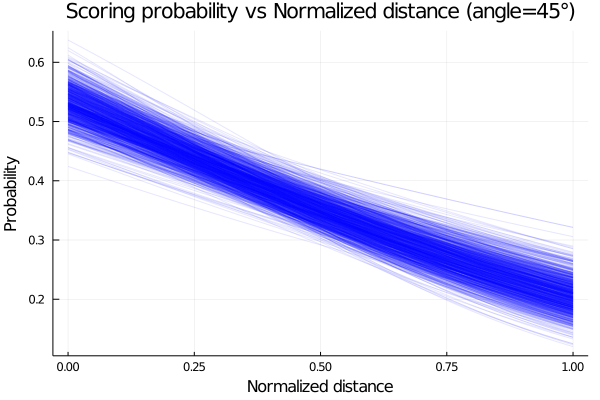 Scoring probability vs Normalized distance (angle=45°)
0.6
0.5
0.4
0.3
0.2
Probability
0.00 0.25 0.50 0.75 1.00
Normalized distance